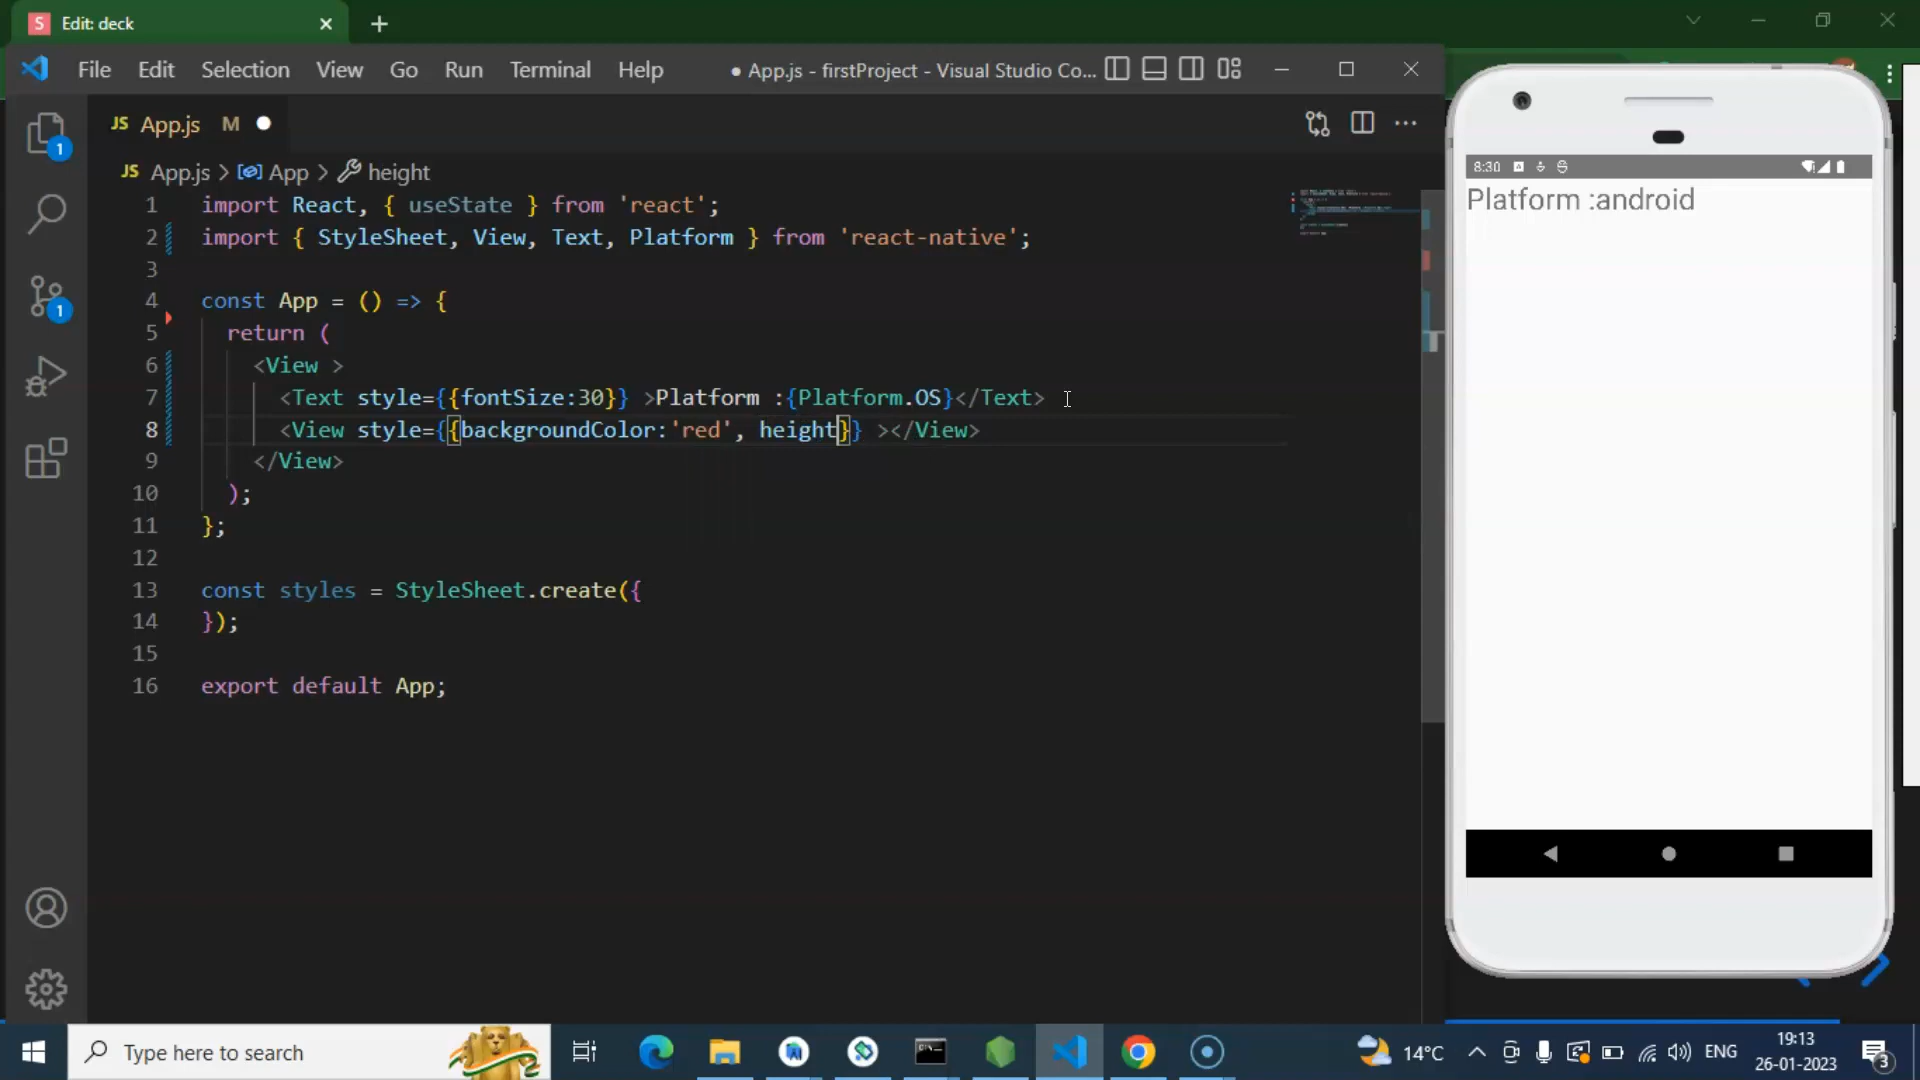 S Edit: deck
File Edit Selection View Go Run Terminal Help ● App.js - firstProject - Visual Studio Co...
JS App.js M
JS App.js > App > height
1 import React, { useState } from 'react';
2 import { StyleSheet, View, Text, Platform } from 'react-native';
3
4 const App = () => {
5 return (
6 <View >
7 <Text style={{fontSize:30}} >Platform :{Platform.OS}</Text>
8 <View style={{backgroundColor:'red', height}} ></View>
9 </View>
10 );
11 };
12
13 const styles = StyleSheet.create({
14 });
15
16 export default App;
1
1
8:30
Platform :android
Type here to search
14°C
ENG
19:13
26-01-2023
3